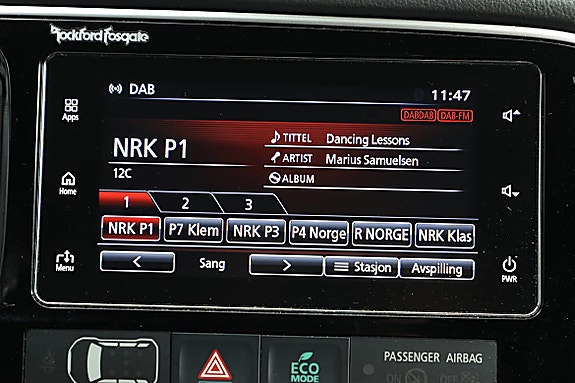 Rockford Fosgate
DAB 11:47
DABDAB DAB-FM
Apps
NRK P1
12C
TITTEL Dancing Lessons
ARTIST Marius Samuelsen
ALBUM
Home
1 2 3
NRK P1 P7 Klem NRK P3 P4 Norge R NORGE NRK Klas
Menu
< Sang > Stasjon Avspilling
PWR
ECO
MODE
PASSENGER AIRBAG
OFF